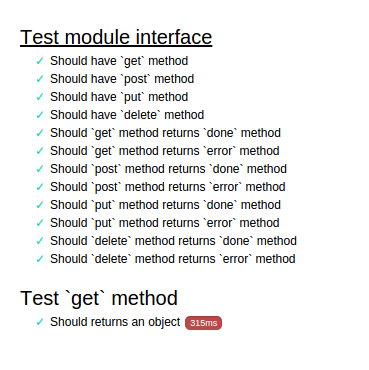 Test module interface
✓ Should have `get` method
✓ Should have `post` method
✓ Should have `put` method
✓ Should have `delete` method
✓ Should `get` method returns `done` method
✓ Should `get` method returns `error` method
✓ Should `post` method returns `done` method
✓ Should `post` method returns `error` method
✓ Should `put` method returns `done` method
✓ Should `put` method returns `error` method
✓ Should `delete` method returns `done` method
✓ Should `delete` method returns `error` method
Test `get` method
✓ Should returns an object 315ms